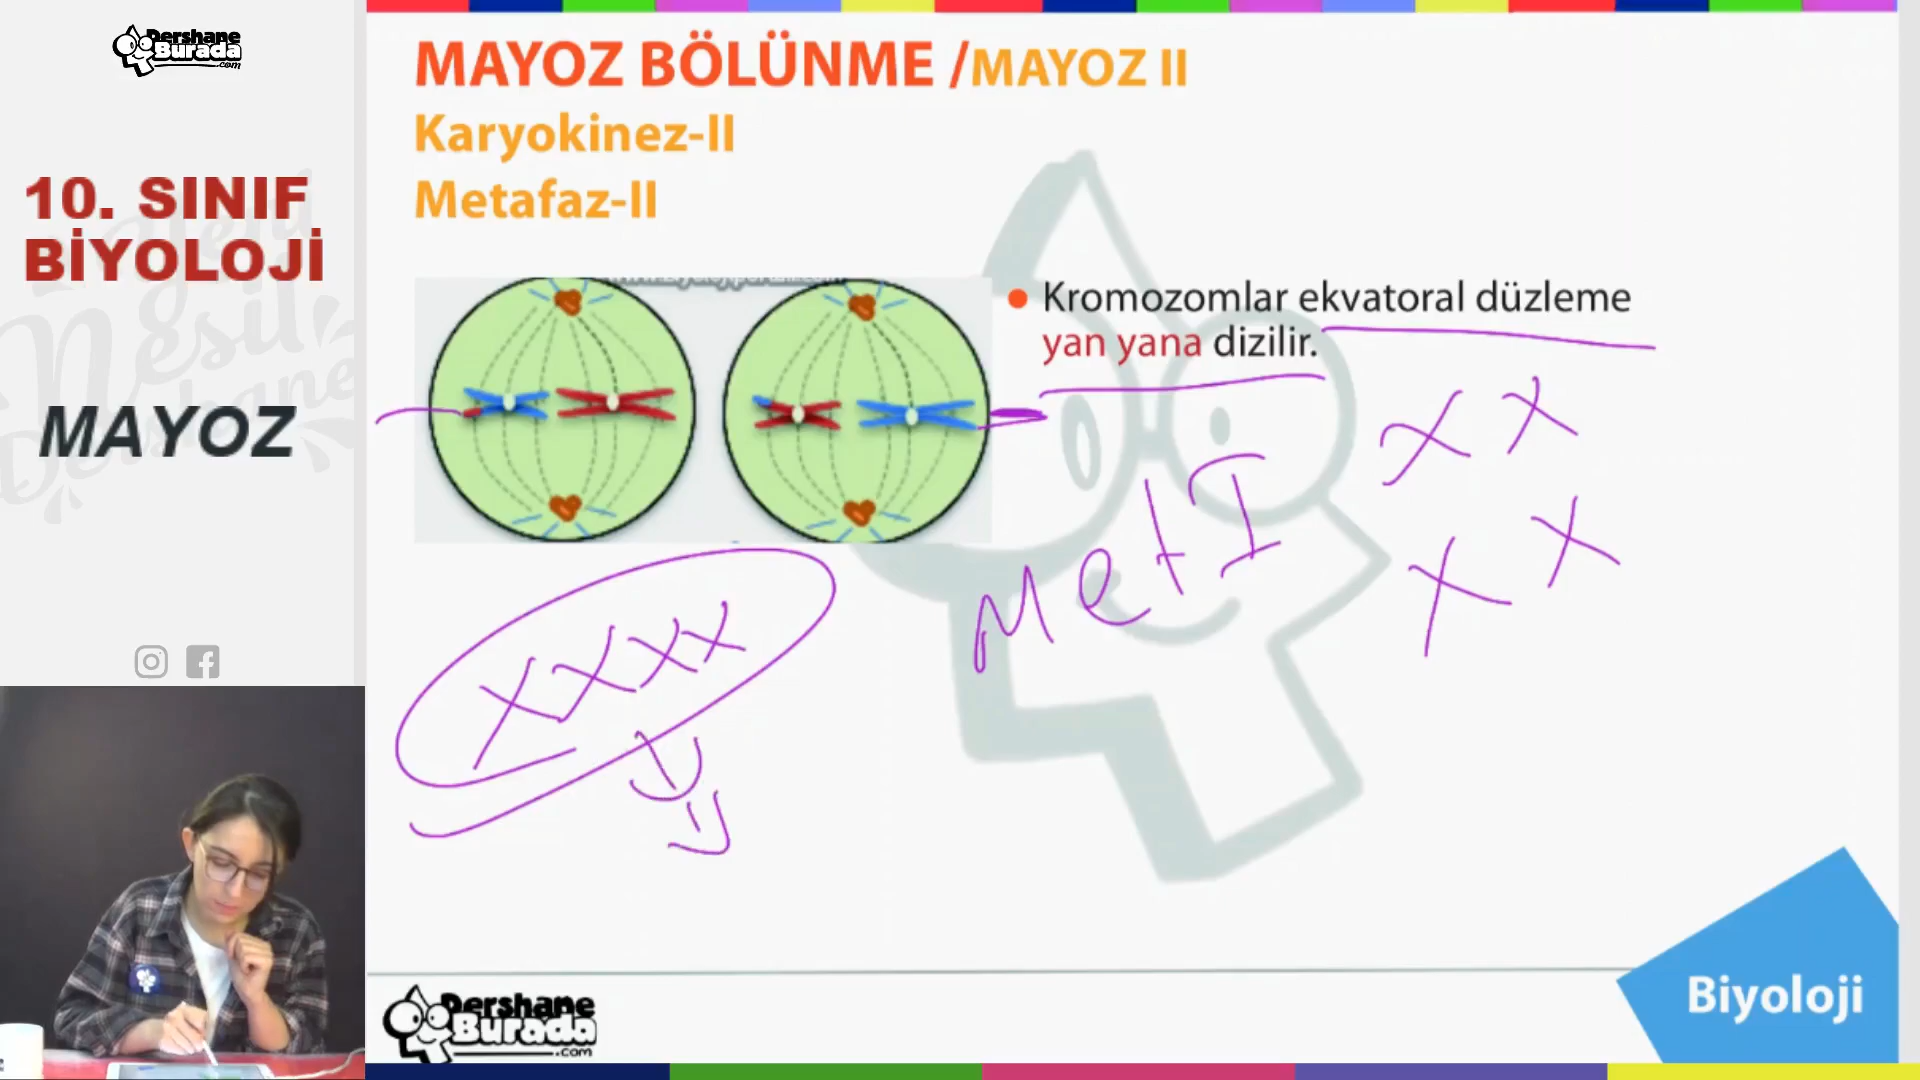 Dershane
Burada
.com
10. SINIF
BİYOLOJİ
MAYOZ
MAYOZ BÖLÜNME /MAYOZ II
Karyokinez-II
Metafaz-II
• Kromozomlar ekvatoral düzleme
yan yana dizilir.
Met I
Dershane
Burada
.com
Biyoloji